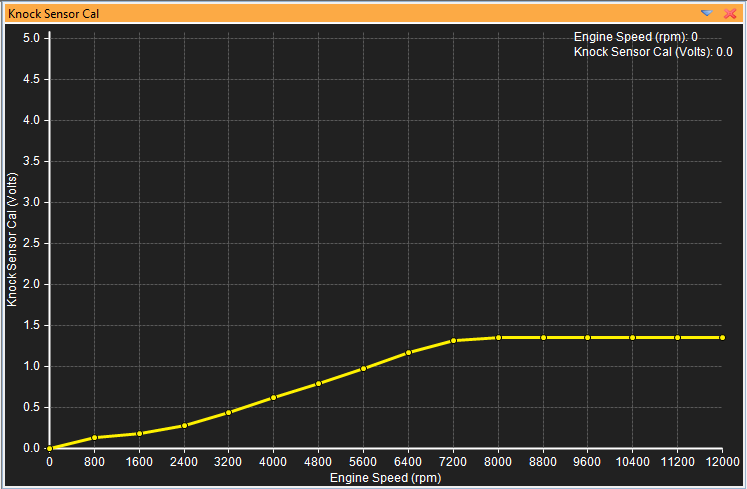 Knock Sensor Cal
Engine Speed (rpm): 0
Knock Sensor Cal (Volts): 0.0
5.0
4.5
4.0
3.5
3.0
2.5
2.0
1.5
1.0
0.5
0.0
Knock Sensor Cal (Volts)
0 800 1600 2400 3200 4000 4800 5600 6400 7200 8000 8800 9600 10400 11200 12000
Engine Speed (rpm)